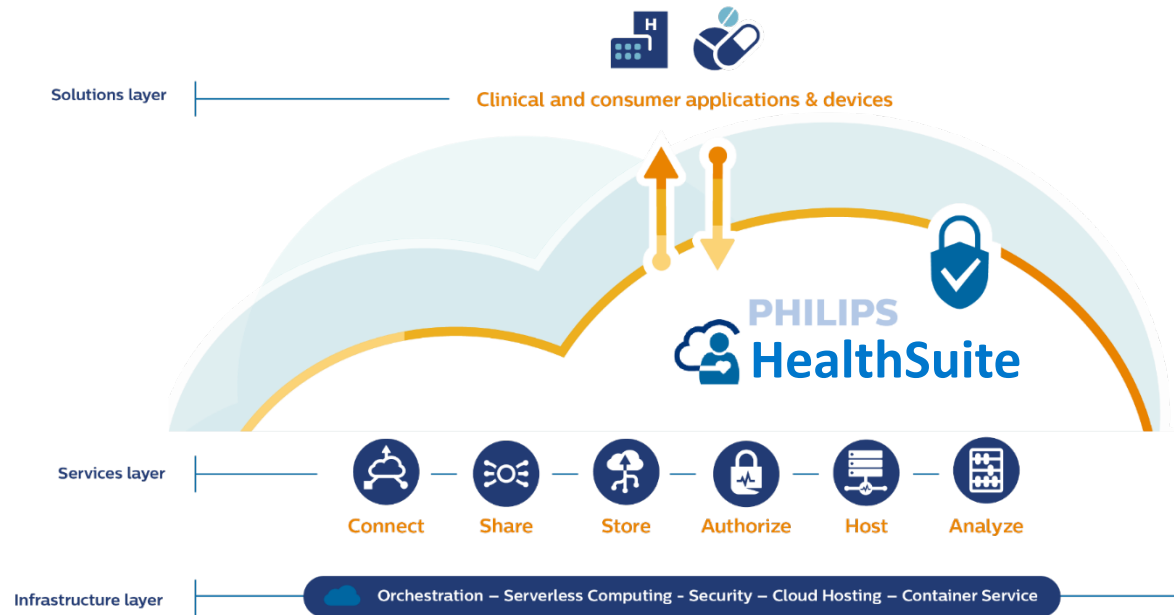 H
Solutions layer
Clinical and consumer applications & devices
PHILIPS
HealthSuite
Services layer
Connect
Share
Store
Authorize
Host
Analyze
Infrastructure layer
Orchestration – Serverless Computing - Security – Cloud Hosting – Container Service